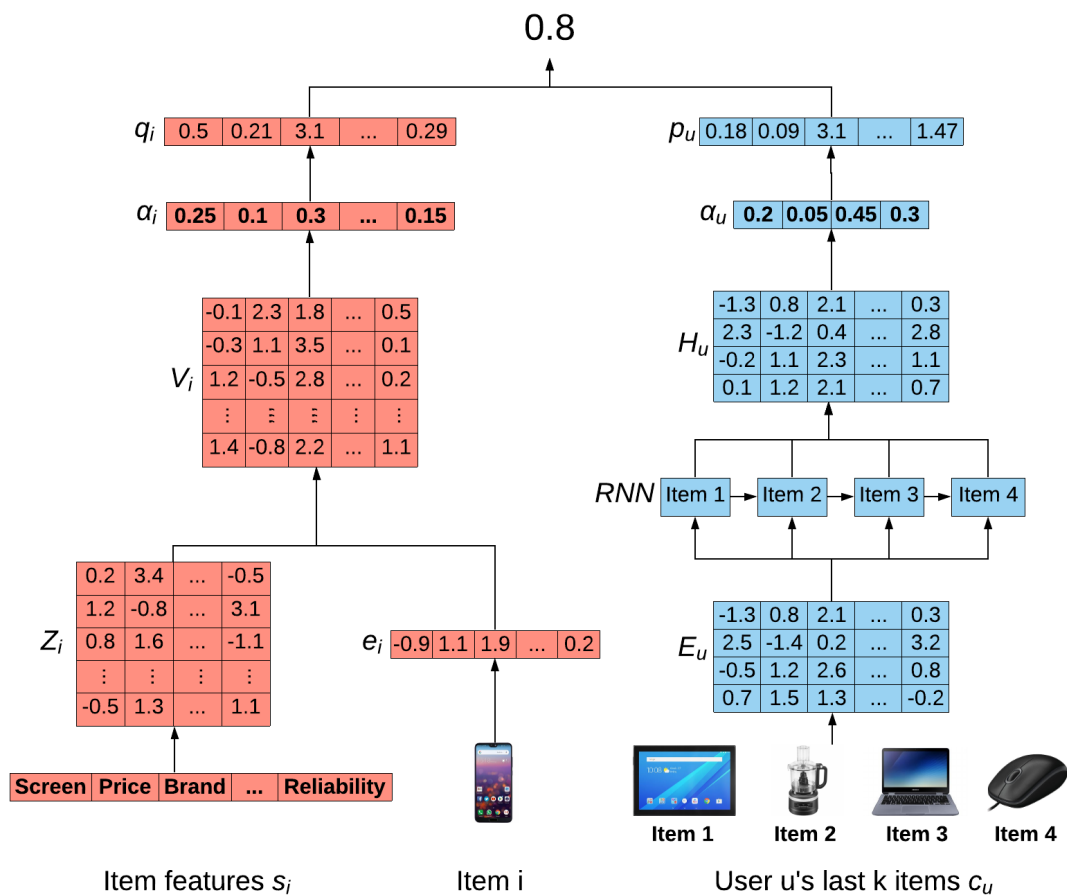 0.8
qᵢ 0.5 0.21 3.1 ... 0.29
pᵤ 0.18 0.09 3.1 ... 1.47
αᵢ 0.25 0.1 0.3 ... 0.15
αᵤ 0.2 0.05 0.45 0.3
Vᵢ
-0.1 2.3 1.8 ... 0.5
-0.3 1.1 3.5 ... 0.1
1.2 -0.5 2.8 ... 0.2
⋮ ⋮ ⋮ ⋮ ⋮
1.4 -0.8 2.2 ... 1.1
Hᵤ
-1.3 0.8 2.1 ... 0.3
2.3 -1.2 0.4 ... 2.8
-0.2 1.1 2.3 ... 1.1
0.1 1.2 2.1 ... 0.7
RNN Item 1 Item 2 Item 3 Item 4
Zᵢ
0.2 3.4 ... -0.5
1.2 -0.8 ... 3.1
0.8 1.6 ... -1.1
⋮ ⋮ ⋮ ⋮
-0.5 1.3 ... 1.1
eᵢ -0.9 1.1 1.9 ... 0.2
Eᵤ
-1.3 0.8 2.1 ... 0.3
2.5 -1.4 0.2 ... 3.2
-0.5 1.2 2.6 ... 0.8
0.7 1.5 1.3 ... -0.2
Screen Price Brand ... Reliability
Item 1 Item 2 Item 3 Item 4
Item features sᵢ
Item i
User u's last k items cᵤ